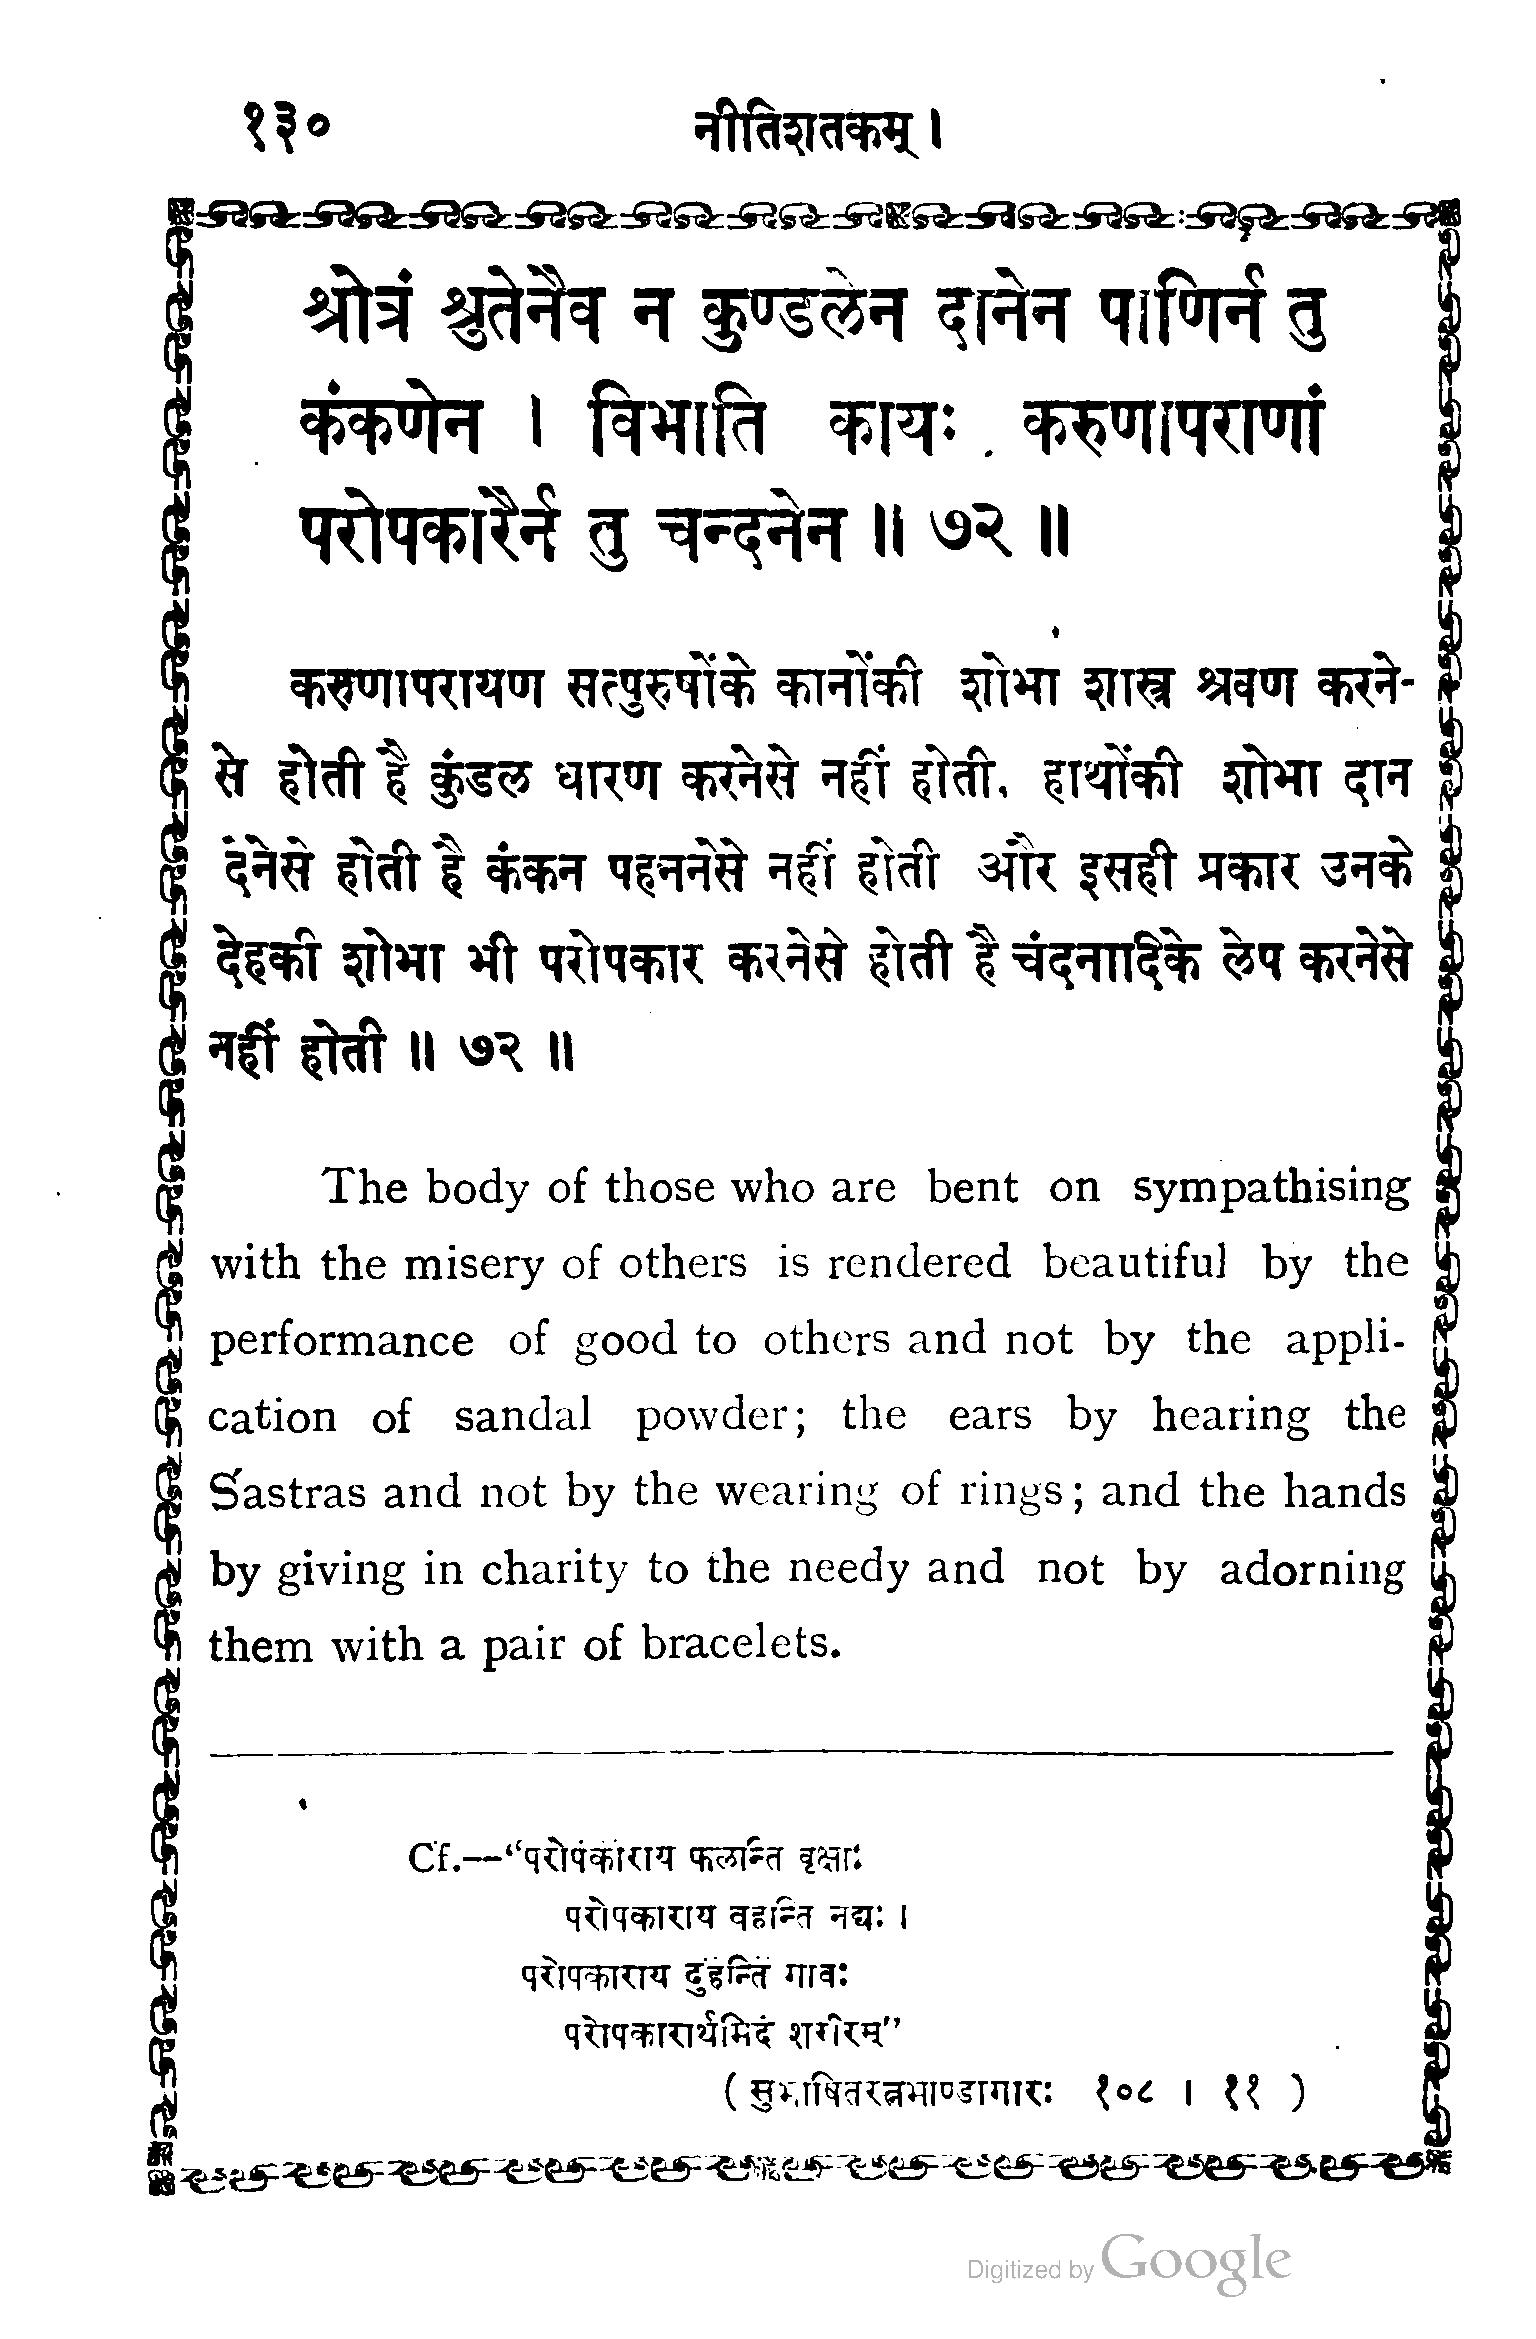 १३० नीतिशतकम् ।
श्रोत्रं श्रुतेनैव न कुण्डलेन दानेन पाणिर्न तु
कंकणेन । विभाति कायः करुणापराणां
परोपकारैर्न तु चन्दनेन ॥ ७२ ॥
करुणापरायण सत्पुरुषोंके कानोंकी शोभा शास्त्र श्रवण करने-
से होती है कुंडल धारण करनेसे नहीं होती. हाथोंकी शोभा दान
देनेसे होती है कंकन पहननेसे नहीं होती और इसही प्रकार उनके
देहकी शोभा भी परोपकार करनेसे होती है चंदनादिके लेप करनेसे
नहीं होती ॥ ७२ ॥
The body of those who are bent on sympathising
with the misery of others is rendered beautiful by the
performance of good to others and not by the appli-
cation of sandal powder; the ears by hearing the
Śastras and not by the wearing of rings; and the hands
by giving in charity to the needy and not by adorning
them with a pair of bracelets.
Cf.--"परोपकाराय फलन्ति वृक्षाः
परोपकाराय वहन्ति नद्यः ।
परोपकाराय दुहन्ति गावः
परोपकारार्थमिदं शरीरम्"
( सुभाषितरत्नभाण्डागारः १०८ । ११ )
Digitized by Google